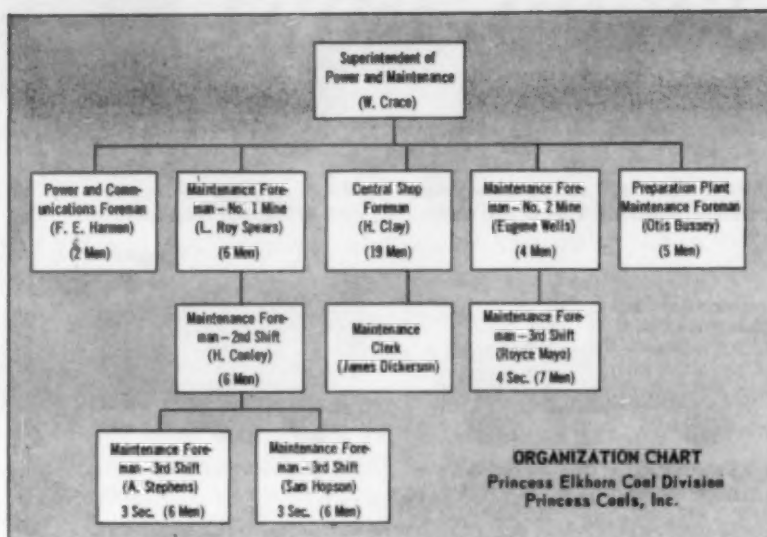 Superintendent of
Power and Maintenance
(W. Crace)
Power and Comm-
unications Foreman
(F. E. Harmon)
(2 Men)
Maintenance Fore-
man – No. 1 Mine
(L. Roy Spears)
(6 Men)
Central Shop
Foreman
(H. Clay)
(19 Men)
Maintenance Fore-
man – No. 2 Mine
(Eugene Wells)
(4 Men)
Preparation Plant
Maintenance Foreman
(Otis Bussey)
(5 Men)
Maintenance Fore-
man – 2nd Shift
(H. Conley)
(6 Men)
Maintenance
Clerk
(James Dickerson)
Maintenance Fore-
man – 3rd Shift
(Royce Mayo)
4 Sec. (7 Men)
Maintenance Fore-
man – 3rd Shift
(A. Stephens)
3 Sec. (6 Men)
Maintenance Fore-
man – 3rd Shift
(Sam Hopson)
3 Sec. (6 Men)
ORGANIZATION CHART
Princess Elkhorn Coal Division
Princess Coals, Inc.